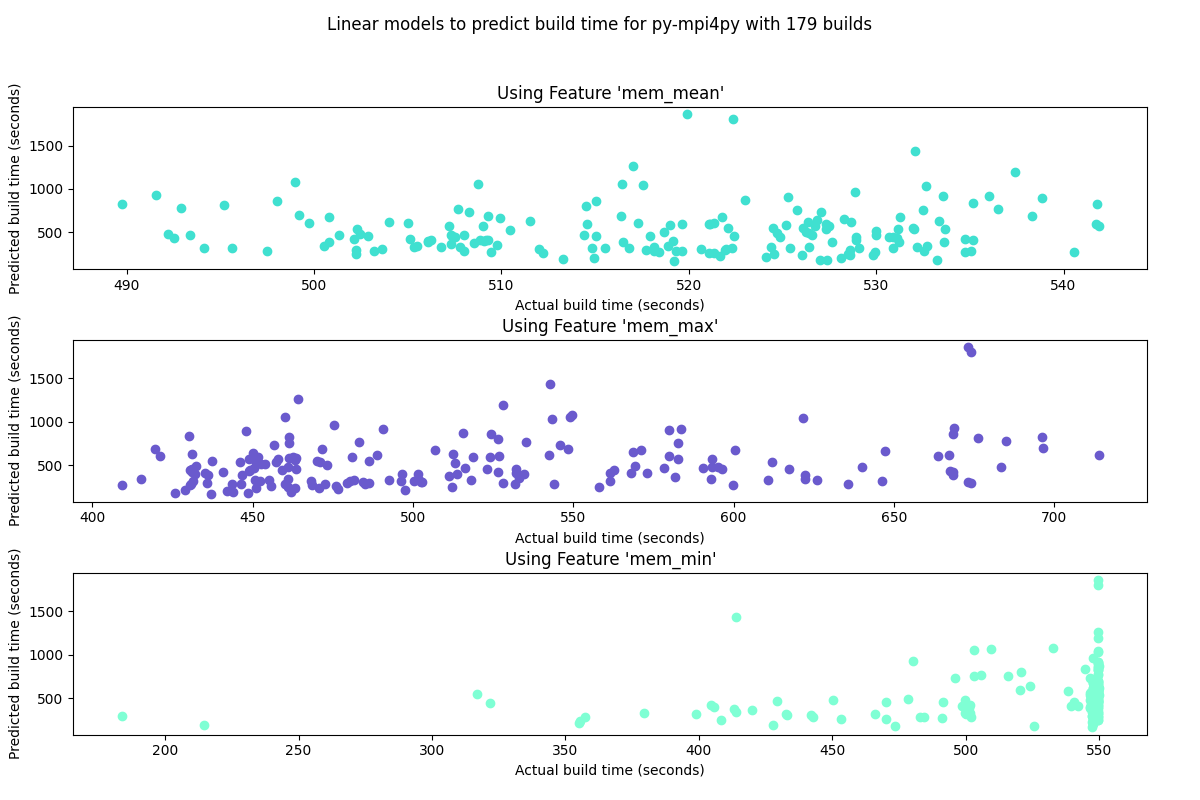 Linear models to predict build time for py-mpi4py with 179 builds
Using Feature 'mem_mean'
Predicted build time (seconds)
1500
1000
500
490 500 510 520 530 540
Actual build time (seconds)
Using Feature 'mem_max'
Predicted build time (seconds)
1500
1000
500
400 450 500 550 600 650 700
Actual build time (seconds)
Using Feature 'mem_min'
Predicted build time (seconds)
1500
1000
500
200 250 300 350 400 450 500 550
Actual build time (seconds)